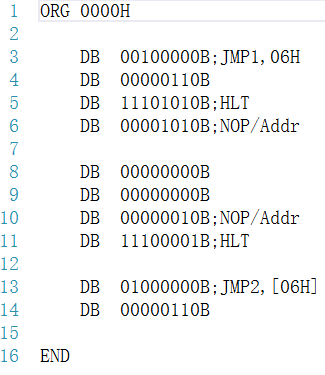 1 ORG 0000H
2
3 DB 00100000B;JMP1,06H
4 DB 00000110B
5 DB 11101010B;HLT
6 DB 00001010B;NOP/Addr
7
8 DB 00000000B
9 DB 00000000B
10 DB 00000010B;NOP/Addr
11 DB 11100001B;HLT
12
13 DB 01000000B;JMP2,[06H]
14 DB 00000110B
15
16 END